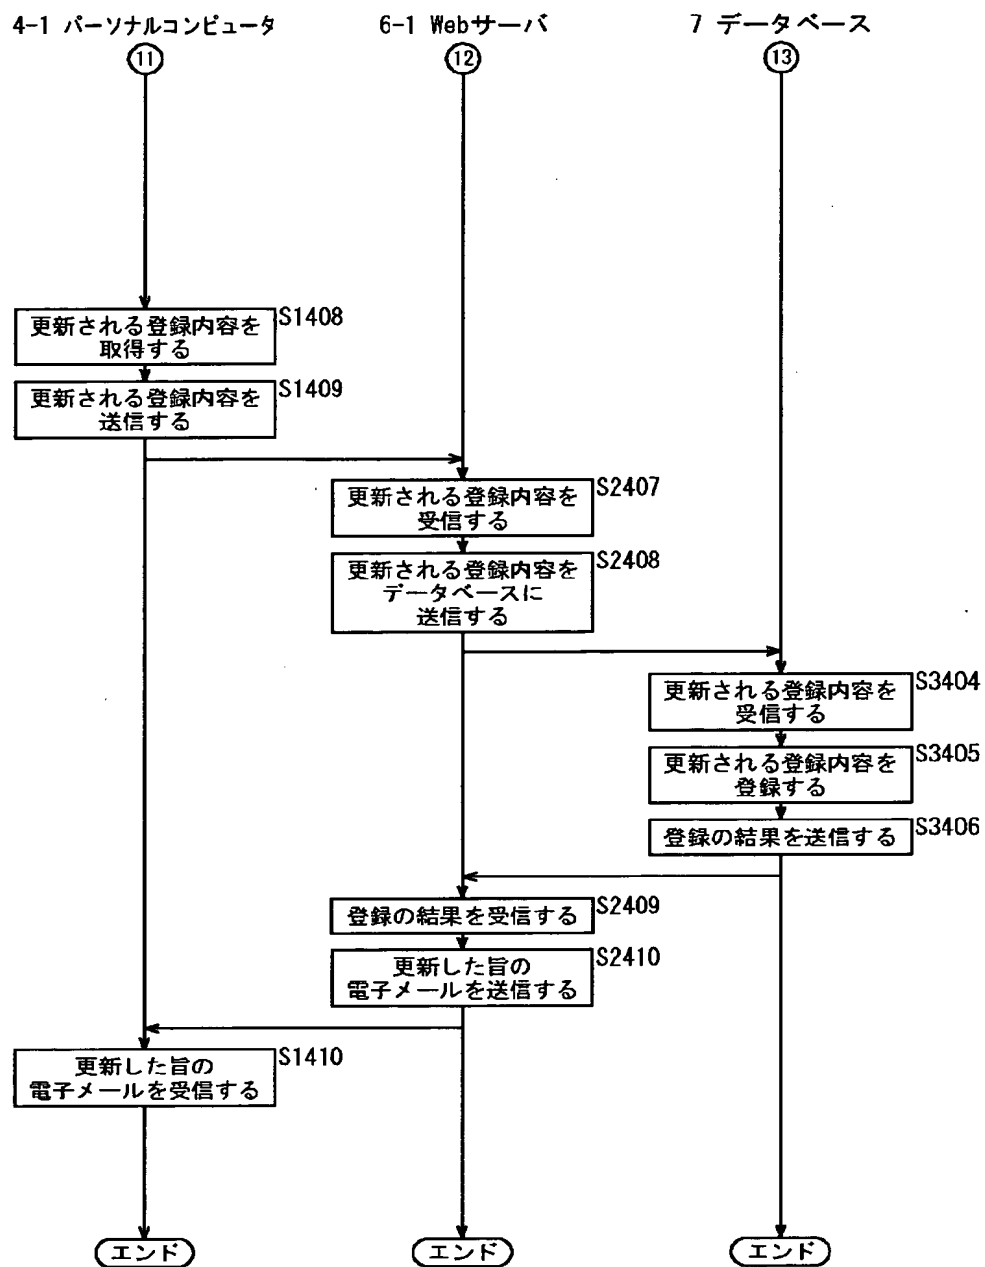 4-1 パーソナルコンピュータ
6-1 Webサーバ
7 データベース
11
12
13
更新される登録内容を
取得する
S1408
更新される登録内容を
送信する
S1409
更新される登録内容を
受信する
S2407
更新される登録内容を
データベースに
送信する
S2408
更新される登録内容を
受信する
S3404
更新される登録内容を
登録する
S3405
登録の結果を送信する
S3406
登録の結果を受信する
S2409
更新した旨の
電子メールを送信する
S2410
更新した旨の
電子メールを受信する
S1410
エンド
エンド
エンド